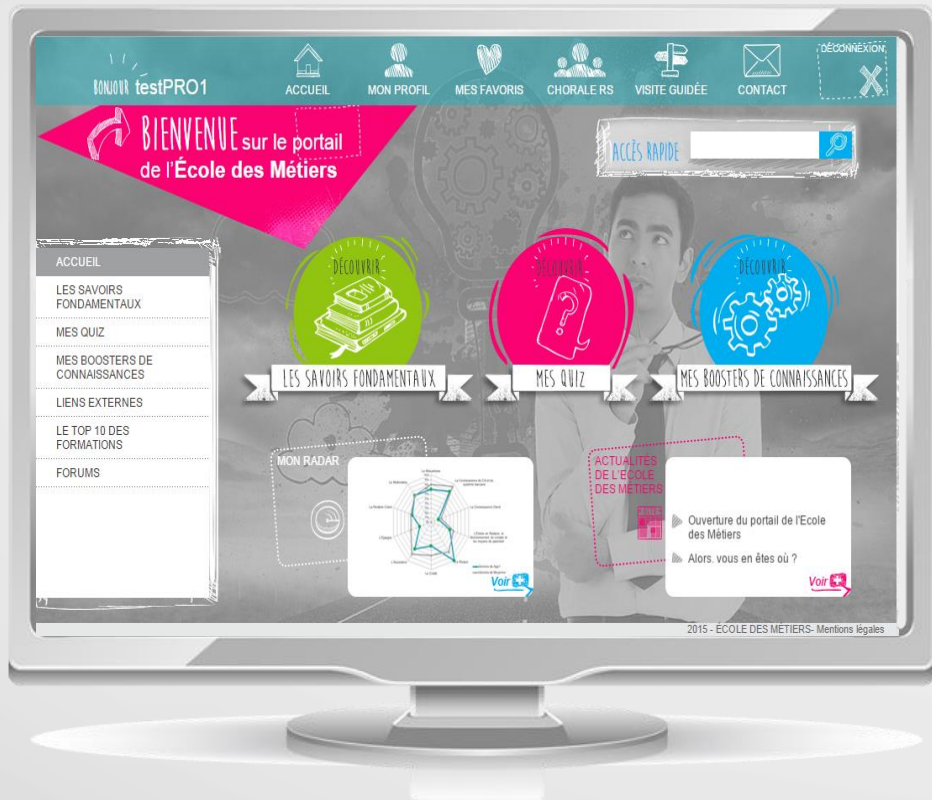 BONJOUR testPRO1
ACCUEIL
MON PROFIL
MES FAVORIS
CHORALE RS
VISITE GUIDÉE
CONTACT
DÉCONNEXION
BIENVENUE sur le portail
de l'École des Métiers
ACCÈS RAPIDE
ACCUEIL
LES SAVOIRS
FONDAMENTAUX
MES QUIZ
MES BOOSTERS DE
CONNAISSANCES
LIENS EXTERNES
LE TOP 10 DES
FORMATIONS
FORUMS
DÉCOUVRIR
LES SAVOIRS FONDAMENTAUX
DÉCOUVRIR
?
MES QUIZ
DÉCOUVRIR
MES BOOSTERS DE CONNAISSANCES
MON RADAR
Voir
ACTUALITÉS
DE L'ÉCOLE
DES MÉTIERS
Ouverture du portail de l'Ecole
des Métiers
Alors. vous en êtes où ?
Voir
2015 - ÉCOLE DES MÉTIERS- Mentions légales